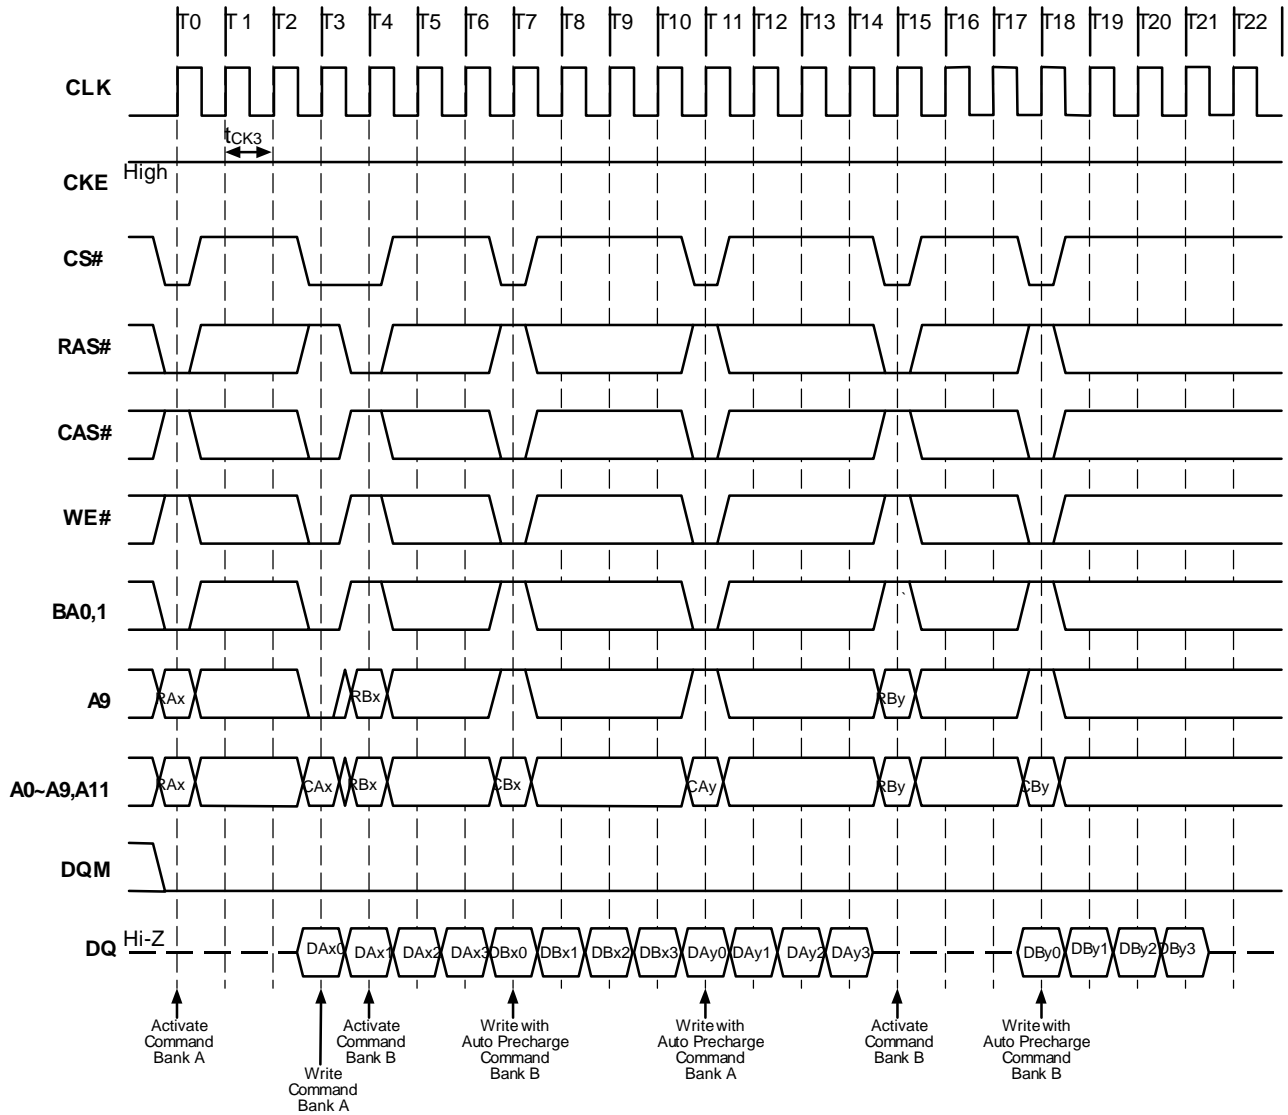 T0 T 1 T2 T3 T4 T5 T6 T7 T8 T9 T10 T 11 T12 T13 T14 T15 T16 T17 T18 T19 T20 T21 T22
CLK
tCK3
High
CKE
CS#
RAS#
CAS#
WE#
BA0,1
A9 RAx RBx RBy
A0~A9,A11 RAx CAx RBx CBx CAy RBy CBy
DQM
DQ Hi-Z DAx0 DAx1 DAx2 DAx3 DBx0 DBx1 DBx2 DBx3 DAy0 DAy1 DAy2 DAy3 DBy0 DBy1 DBy2 DBy3
Activate
Command
Bank A
Write
Command
Bank A
Activate
Command
Bank B
Write with
Auto Precharge
Command
Bank B
Write with
Auto Precharge
Command
Bank A
Activate
Command
Bank B
Write with
Auto Precharge
Command
Bank B